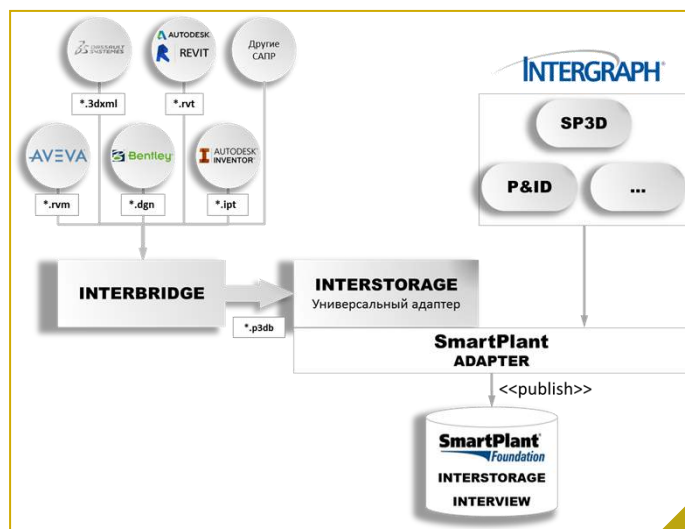 DASSAULT
SYSTEMES
AUTODESK
REVIT
Другие
САПР
*.3dxml
*.rvt
AVEVA
Bentley
AUTODESK
INVENTOR
*.rvm
*.dgn
*.ipt
INTERGRAPH
SP3D
P&ID
...
INTERBRIDGE
INTERSTORAGE
Универсальный адаптер
*.p3db
SmartPlant
ADAPTER
<<publish>>
SmartPlant
Foundation
INTERSTORAGE
INTERVIEW